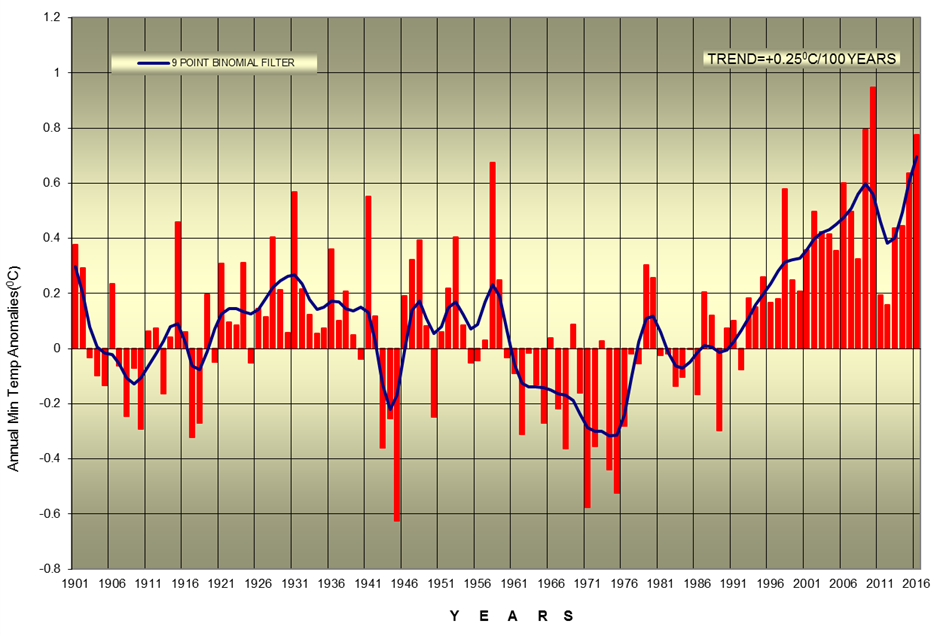 1.2
9 POINT BINOMIAL FILTER
TREND=+0.25⁰C/100 YEARS
1
0.8
0.6
0.4
0.2
0
-0.2
-0.4
-0.6
-0.8
Annual Min Temp Anomalies(⁰C)
1901 1906 1911 1916 1921 1926 1931 1936 1941 1946 1951 1956 1961 1966 1971 1976 1981 1986 1991 1996 2001 2006 2011 2016
Y E A R S